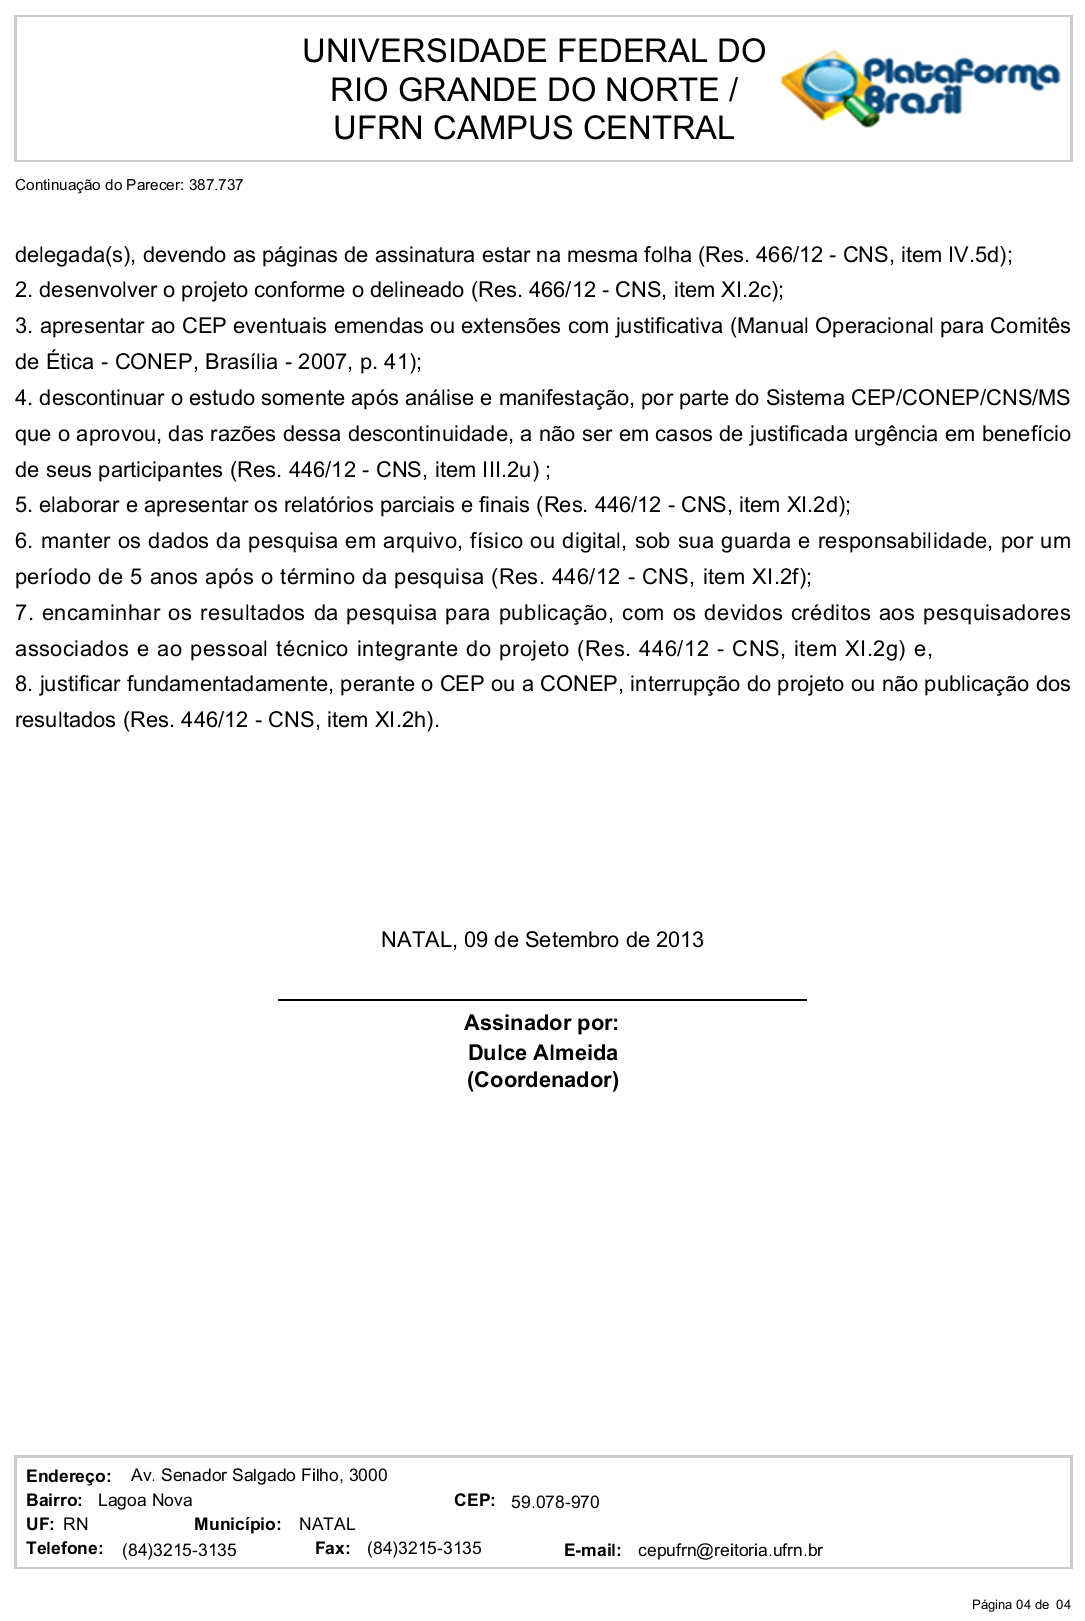 UNIVERSIDADE FEDERAL DO
RIO GRANDE DO NORTE /
UFRN CAMPUS CENTRAL
Plataforma
Brasil
Continuação do Parecer: 387.737
delegada(s), devendo as páginas de assinatura estar na mesma folha (Res. 466/12 - CNS, item IV.5d);
2. desenvolver o projeto conforme o delineado (Res. 466/12 - CNS, item XI.2c);
3. apresentar ao CEP eventuais emendas ou extensões com justificativa (Manual Operacional para Comitês
de Ética - CONEP, Brasília - 2007, p. 41);
4. descontinuar o estudo somente após análise e manifestação, por parte do Sistema CEP/CONEP/CNS/MS
que o aprovou, das razões dessa descontinuidade, a não ser em casos de justificada urgência em benefício
de seus participantes (Res. 446/12 - CNS, item III.2u) ;
5. elaborar e apresentar os relatórios parciais e finais (Res. 446/12 - CNS, item XI.2d);
6. manter os dados da pesquisa em arquivo, físico ou digital, sob sua guarda e responsabilidade, por um
período de 5 anos após o término da pesquisa (Res. 446/12 - CNS, item XI.2f);
7. encaminhar os resultados da pesquisa para publicação, com os devidos créditos aos pesquisadores
associados e ao pessoal técnico integrante do projeto (Res. 446/12 - CNS, item XI.2g) e,
8. justificar fundamentadamente, perante o CEP ou a CONEP, interrupção do projeto ou não publicação dos
resultados (Res. 446/12 - CNS, item XI.2h).
NATAL, 09 de Setembro de 2013
Assinador por:
Dulce Almeida
(Coordenador)
Endereço: Av. Senador Salgado Filho, 3000
Bairro: Lagoa Nova CEP: 59.078-970
UF: RN Município: NATAL
Telefone: (84)3215-3135 Fax: (84)3215-3135 E-mail: cepufrn@reitoria.ufrn.br
Página 04 de 04